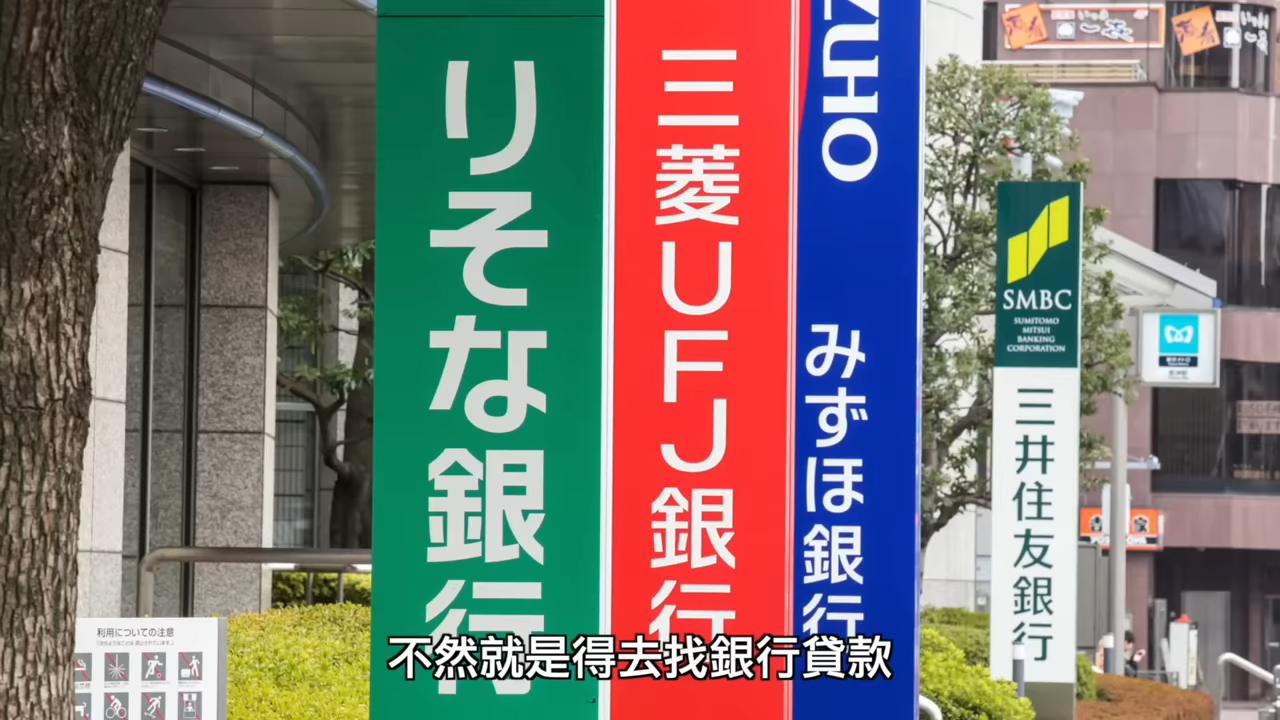 りそな銀行
三菱UFJ銀行
ZUHO
みずほ銀行
SMBC
SUMITOMO
MITSUI
BANKING
CORPORATION
三井住友銀行
利用についての注意
不然就是得去找銀行貸款